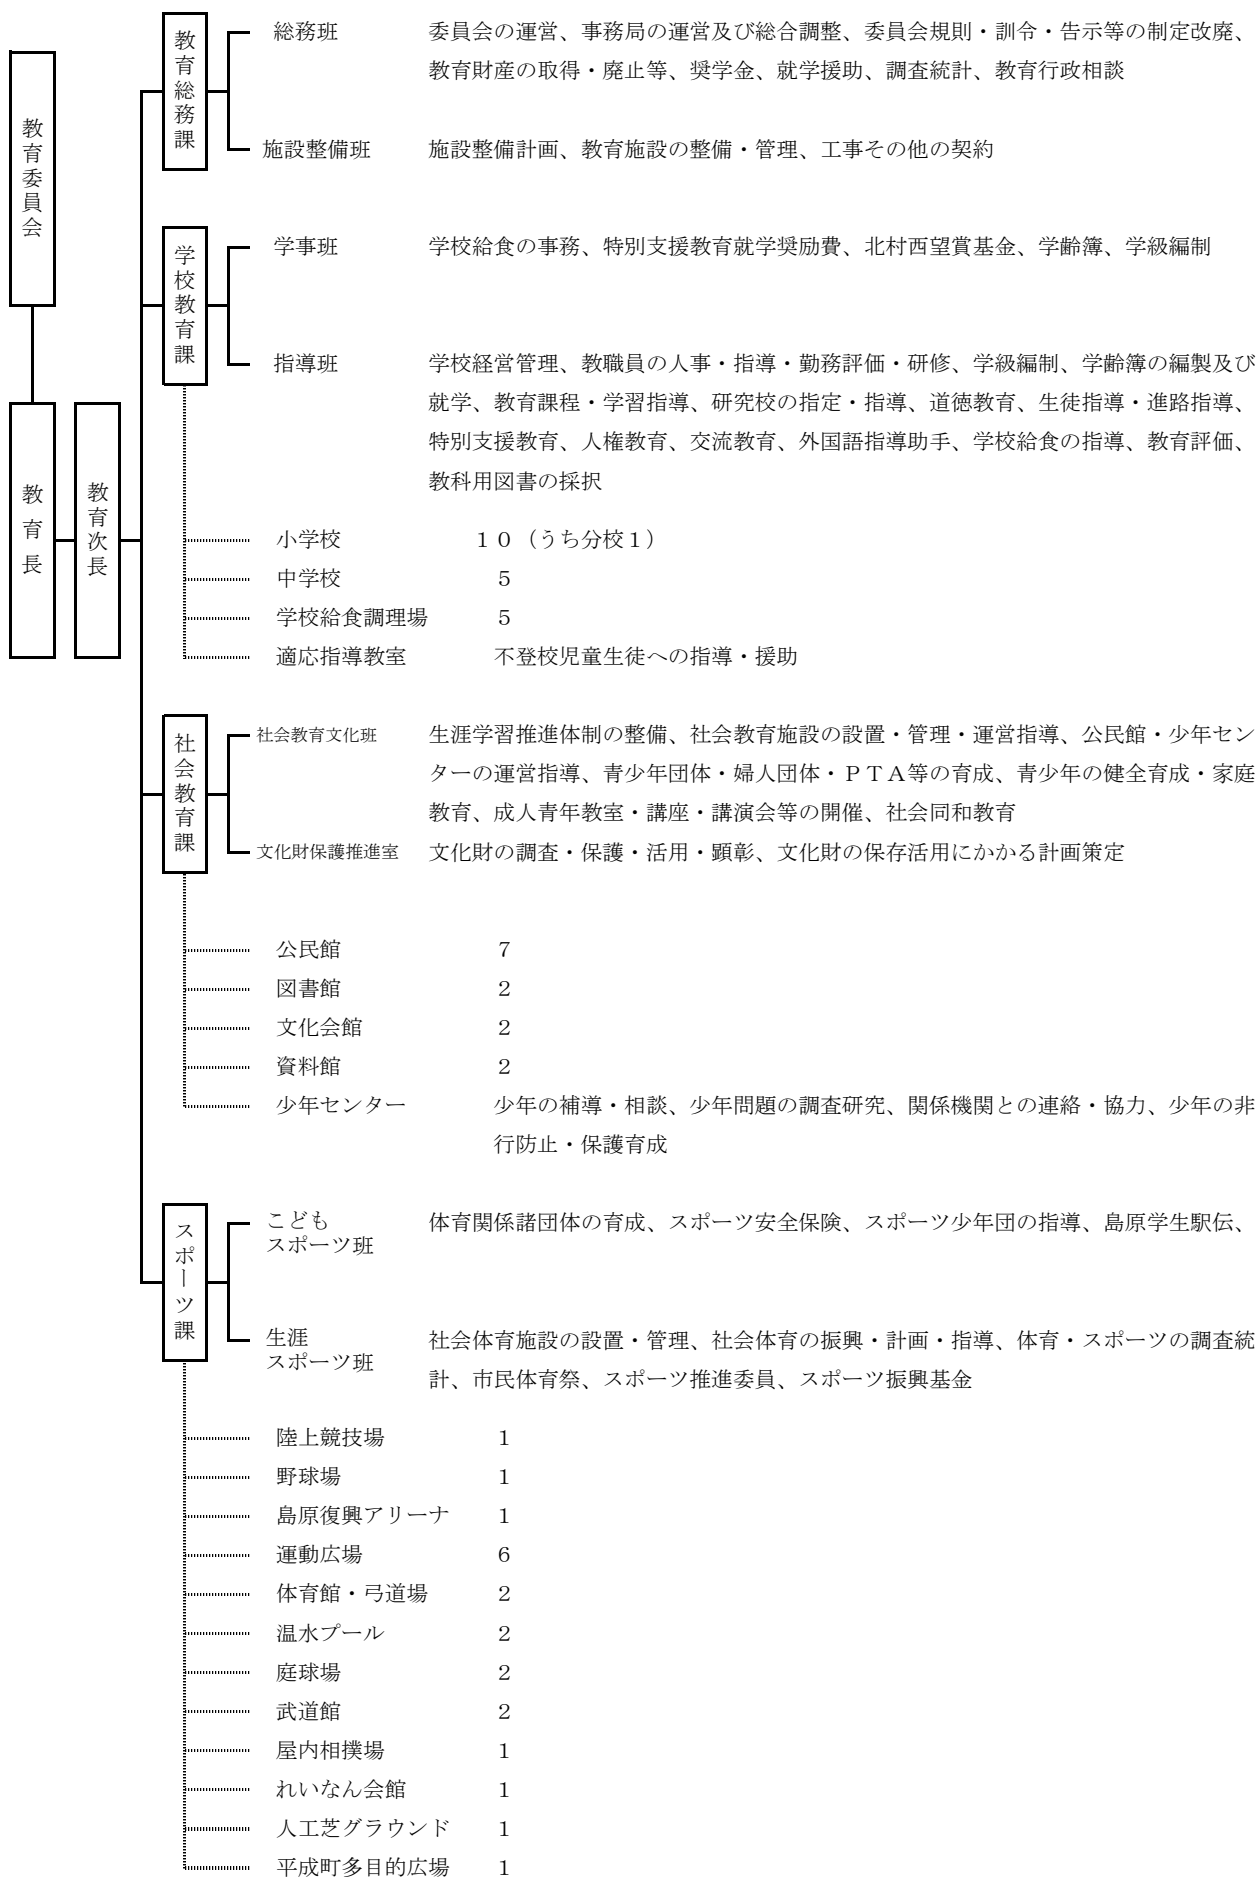 教育委員会
教育長
教育次長
教育総務課
総務班
委員会の運営、事務局の運営及び総合調整、委員会規則・訓令・告示等の制定改廃、
教育財産の取得・廃止等、奨学金、就学援助、調査統計、教育行政相談
施設整備班
施設整備計画、教育施設の整備・管理、工事その他の契約
学校教育課
学事班
学校給食の事務、特別支援教育就学奨励費、北村西望賞基金、学齢簿、学級編制
指導班
学校経営管理、教職員の人事・指導・勤務評価・研修、学級編制、学齢簿の編製及び
就学、教育課程・学習指導、研究校の指定・指導、道徳教育、生徒指導・進路指導、
特別支援教育、人権教育、交流教育、外国語指導助手、学校給食の指導、教育評価、
教科用図書の採択
小学校 １０（うち分校１）
中学校 ５
学校給食調理場 ５
適応指導教室 不登校児童生徒への指導・援助
社会教育課
社会教育文化班
生涯学習推進体制の整備、社会教育施設の設置・管理・運営指導、公民館・少年セン
ターの運営指導、青少年団体・婦人団体・ＰＴＡ等の育成、青少年の健全育成・家庭
教育、成人青年教室・講座・講演会等の開催、社会同和教育
文化財保護推進室
文化財の調査・保護・活用・顕彰、文化財の保存活用にかかる計画策定
公民館 ７
図書館 ２
文化会館 ２
資料館 ２
少年センター 少年の補導・相談、少年問題の調査研究、関係機関との連絡・協力、少年の非
行防止・保護育成
スポーツ課
こども
スポーツ班
体育関係諸団体の育成、スポーツ安全保険、スポーツ少年団の指導、島原学生駅伝、
生涯
スポーツ班
社会体育施設の設置・管理、社会体育の振興・計画・指導、体育・スポーツの調査統
計、市民体育祭、スポーツ推進委員、スポーツ振興基金
陸上競技場 １
野球場 １
島原復興アリーナ １
運動広場 ６
体育館・弓道場 ２
温水プール ２
庭球場 ２
武道館 ２
屋内相撲場 １
れいなん会館 １
人工芝グラウンド １
平成町多目的広場 １